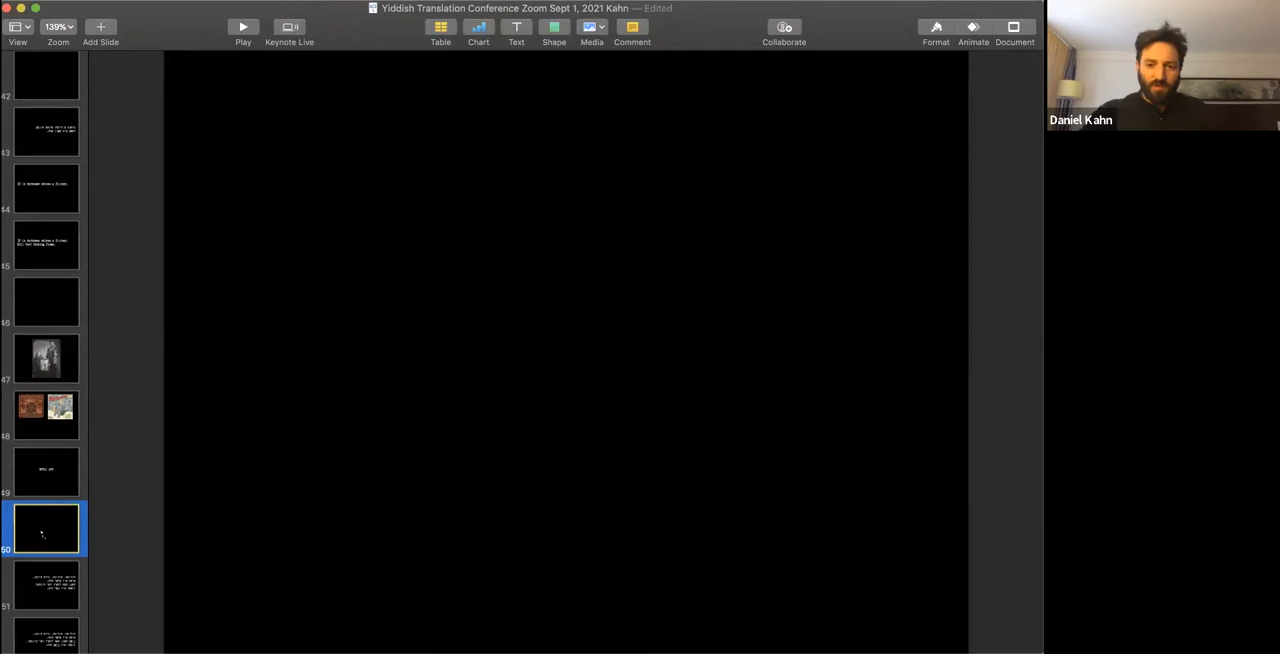 Yiddish Translation Conference Zoom Sept 1, 2021 Kahn — Edited
139%
View
Zoom
Add Slide
Play
Keynote Live
Table
Chart
Text
Shape
Media
Comment
Collaborate
Format
Animate
Document
Daniel Kahn
42
43
44
45
46
47
48
49
50
51